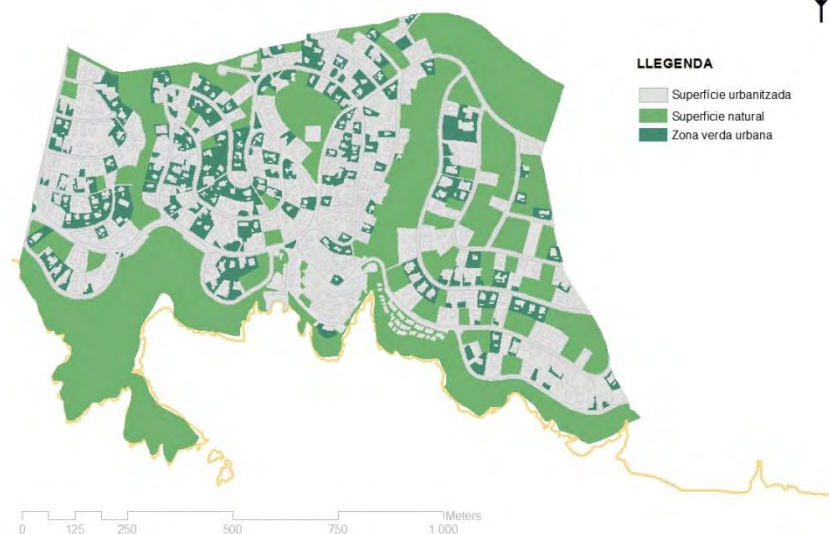 LLEGENDA
Superfície urbanitzada
Superfície natural
Zona verda urbana
Meters
0 125 250 500 750 1.000